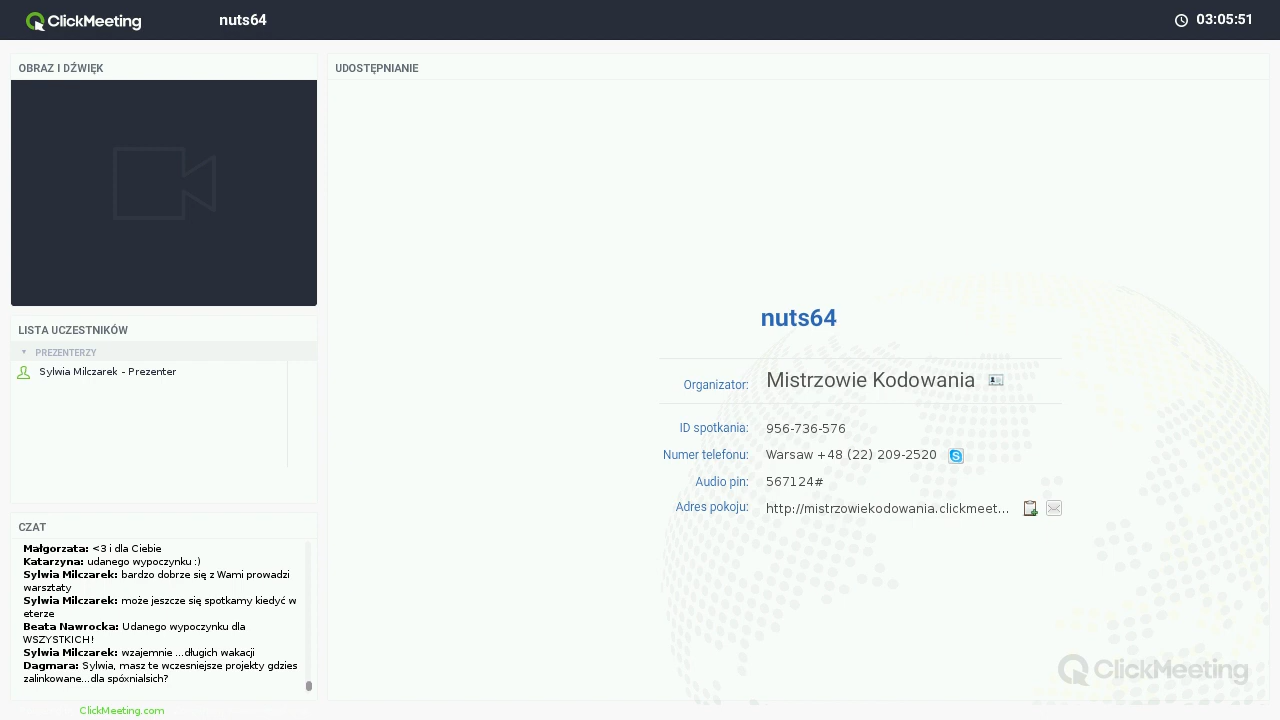 ClickMeeting
nuts64
03:05:51
OBRAZ I DŹWIĘK
UDOSTĘPNIANIE
LISTA UCZESTNIKÓW
PREZENTERZY
Sylwia Milczarek - Prezenter
nuts64
Organizator: Mistrzowie Kodowania
ID spotkania: 956-736-576
Numer telefonu: Warsaw +48 (22) 209-2520
Audio pin: 567124#
Adres pokoju: http://mistrzowiekodowania.clickmeet...
CZAT
Małgorzata: <3 i dla Ciebie
Katarzyna: udanego wypoczynku :)
Sylwia Milczarek: bardzo dobrze się z Wami prowadzi
warsztaty
Sylwia Milczarek: może jeszcze się spotkamy kiedyć w
eterze
Beata Nawrocka: Udanego wypoczynku dla
WSZYSTKICH!
Sylwia Milczarek: wzajemnie ...długich wakacji
Dagmara: Sylwia, masz te wczesniejsze projekty gdzies
zalinkowane...dla spóxnialsich?
ClickMeeting
ClickMeeting.com